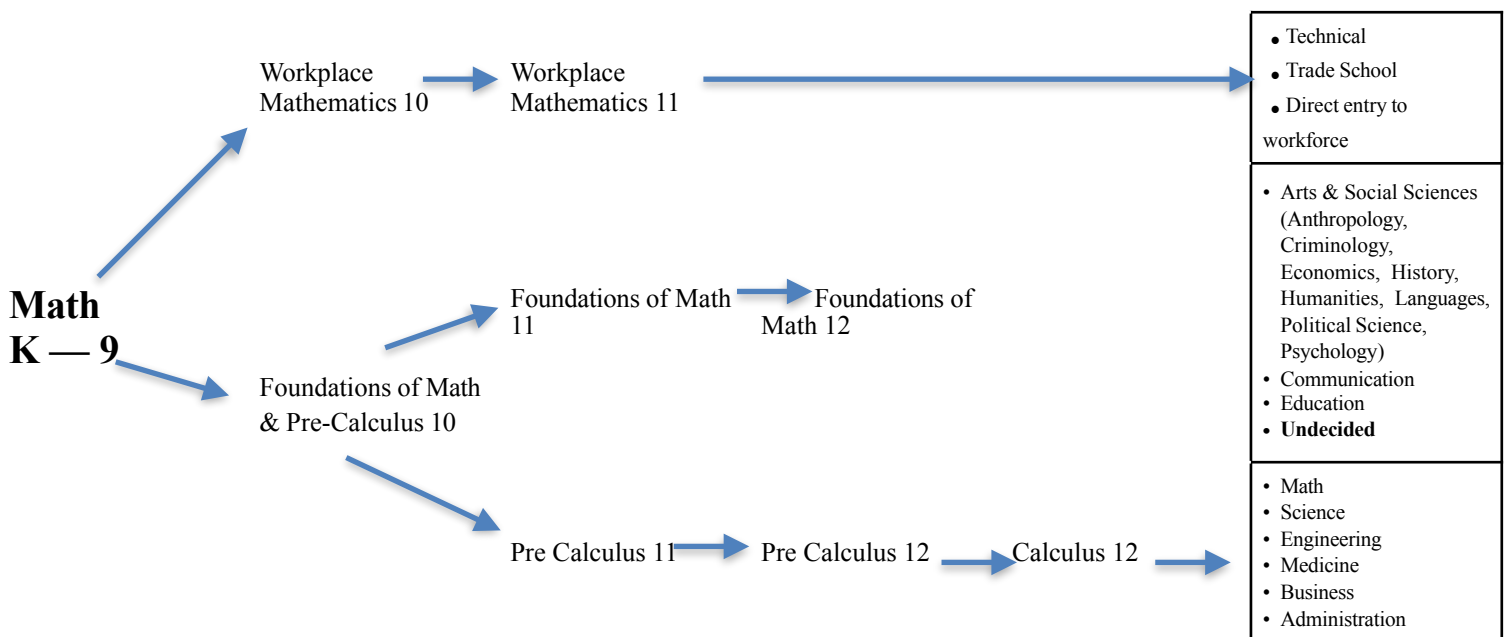 Workplace
Mathematics 10
Workplace
Mathematics 11
• Technical
• Trade School
• Direct entry to
workforce
Math
K — 9
Foundations of Math
11
Foundations of
Math 12
• Arts & Social Sciences
(Anthropology,
Criminology,
Economics, History,
Humanities, Languages,
Political Science,
Psychology)
• Communication
• Education
• Undecided
Foundations of Math
& Pre-Calculus 10
Pre Calculus 11
Pre Calculus 12
Calculus 12
• Math
• Science
• Engineering
• Medicine
• Business
• Administration